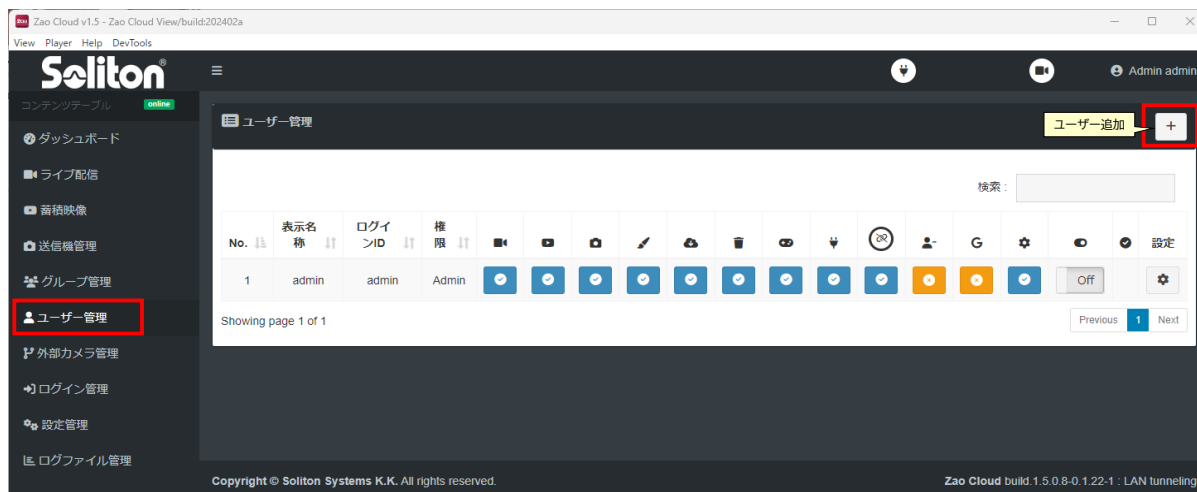 Zao Cloud v1.5 - Zao Cloud View/build:202402a
View Player Help DevTools
Soliton®
Admin admin
コンテンツテーブル online
ダッシュボード
ライブ配信
蓄積映像
送信機管理
グループ管理
ユーザー管理
外部カメラ管理
ログイン管理
設定管理
ログファイル管理
ユーザー管理
ユーザー追加 +
検索 :
No. 表示名称 ログインID 権限 G 設定
1 admin admin Admin Off
Showing page 1 of 1
Previous 1 Next
Copyright © Soliton Systems K.K. All rights reserved.
Zao Cloud build.1.5.0.8-0.1.22-1 : LAN tunneling